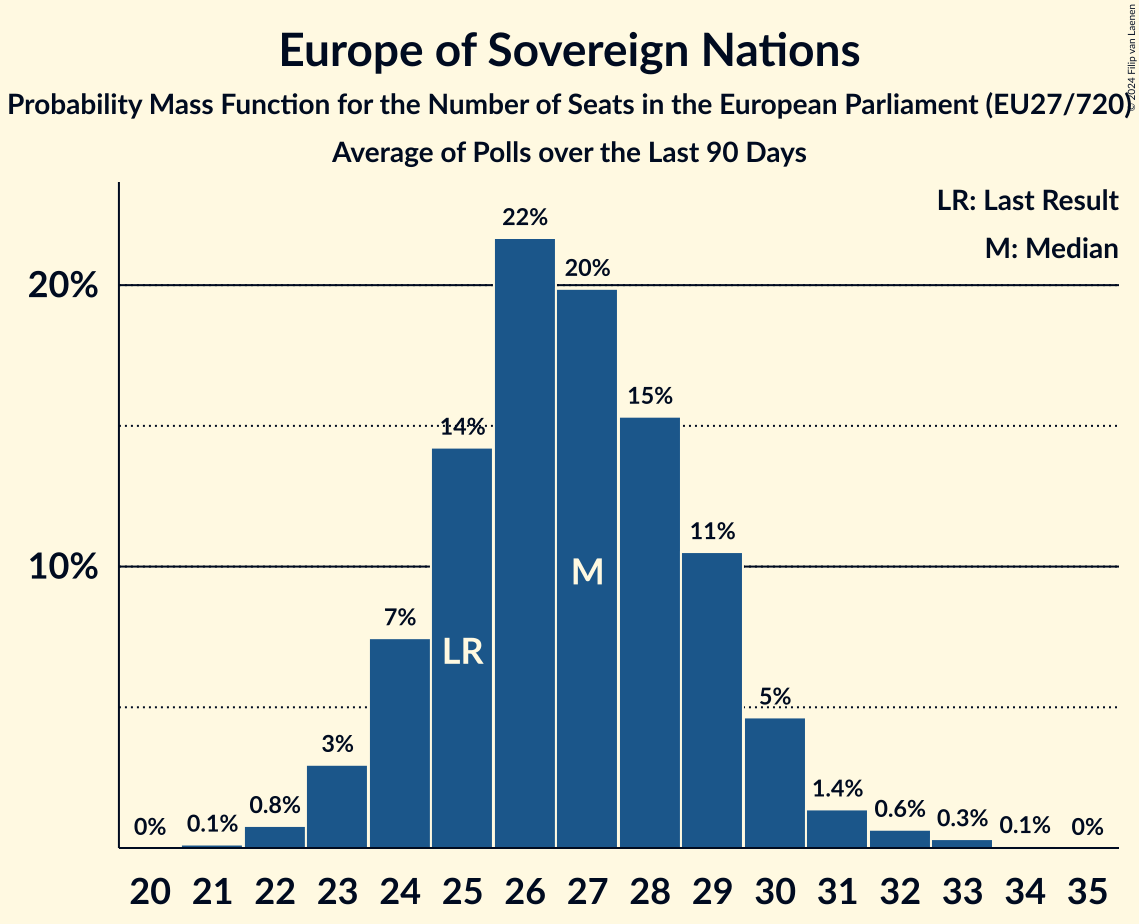 Europe of Sovereign Nations
Probability Mass Function for the Number of Seats in the European Parliament (EU27/720)
Average of Polls over the Last 90 Days
© 2024 Filip van Laenen
LR: Last Result
M: Median
22%
20%
20%
15%
14%
11%
10%
M
7%
LR
5%
3%
1.4%
0.8%
0.6%
0.3%
0.1%
0.1%
0%
0%
20 21 22 23 24 25 26 27 28 29 30 31 32 33 34 35